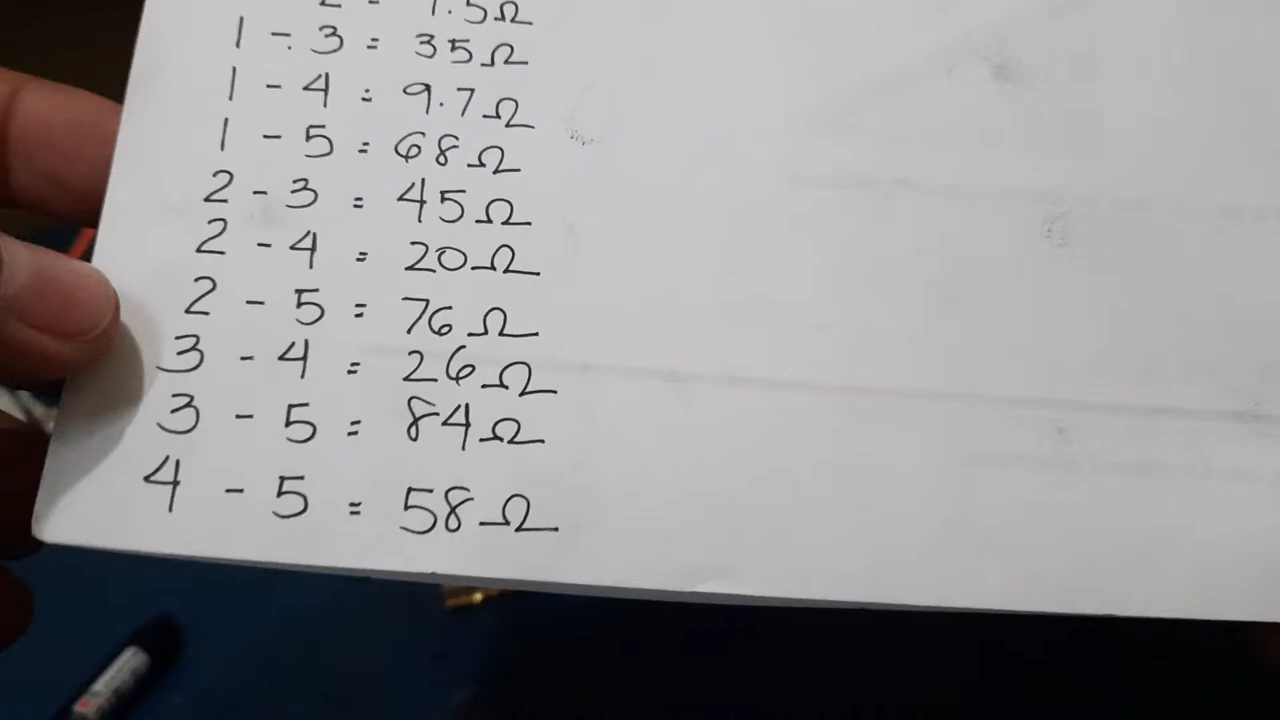 1 - 3 = 35Ω
1 - 4 = 9.7Ω
1 - 5 = 68Ω
2 - 3 = 45Ω
2 - 4 = 20Ω
2 - 5 = 76Ω
3 - 4 = 26Ω
3 - 5 = 84Ω
4 - 5 = 58Ω